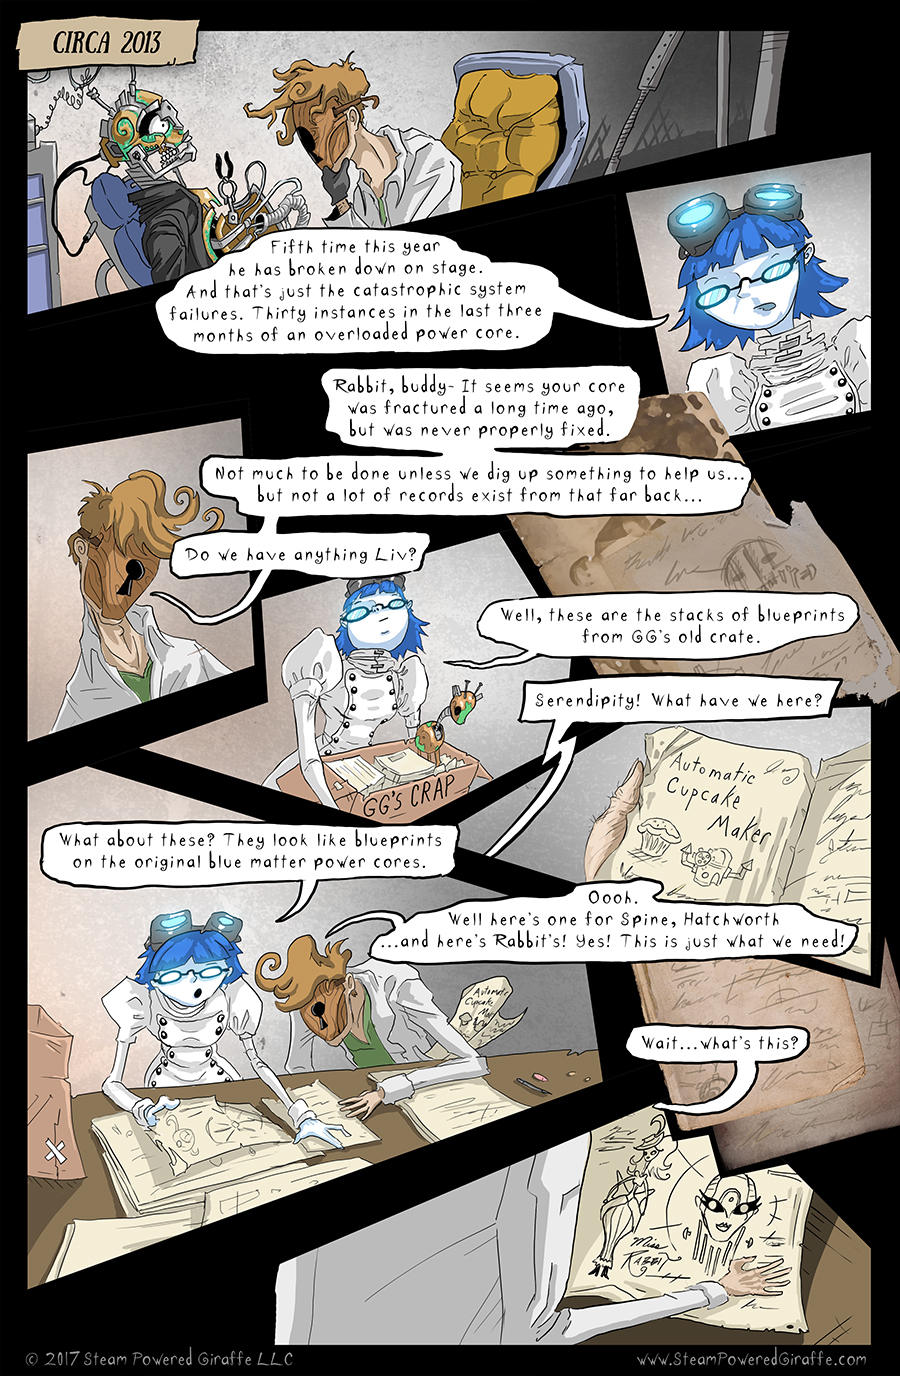 CIRCA 2013
Fifth time this year
he has broken down on stage.
And that's just the catastrophic system
failures. Thirty instances in the last three
months of an overloaded power core.
Rabbit, buddy- It seems your core
was fractured a long time ago,
but was never properly fixed.
Not much to be done unless we dig up something to help us...
but not a lot of records exist from that far back...
Do we have anything Liv?
Well, these are the stacks of blueprints
from GG's old crate.
GG's CRAP
Serendipity! What have we here?
Automatic
Cupcake
Maker
What about these? They look like blueprints
on the original blue matter power cores.
Oooh.
Well here's one for Spine, Hatchworth
...and here's Rabbit's! Yes! This is just what we need!
Automatic
Cupcake
Wait...what's this?
Miss
Rabbit
© 2017 Steam Powered Giraffe LLC
www.SteamPoweredGiraffe.com